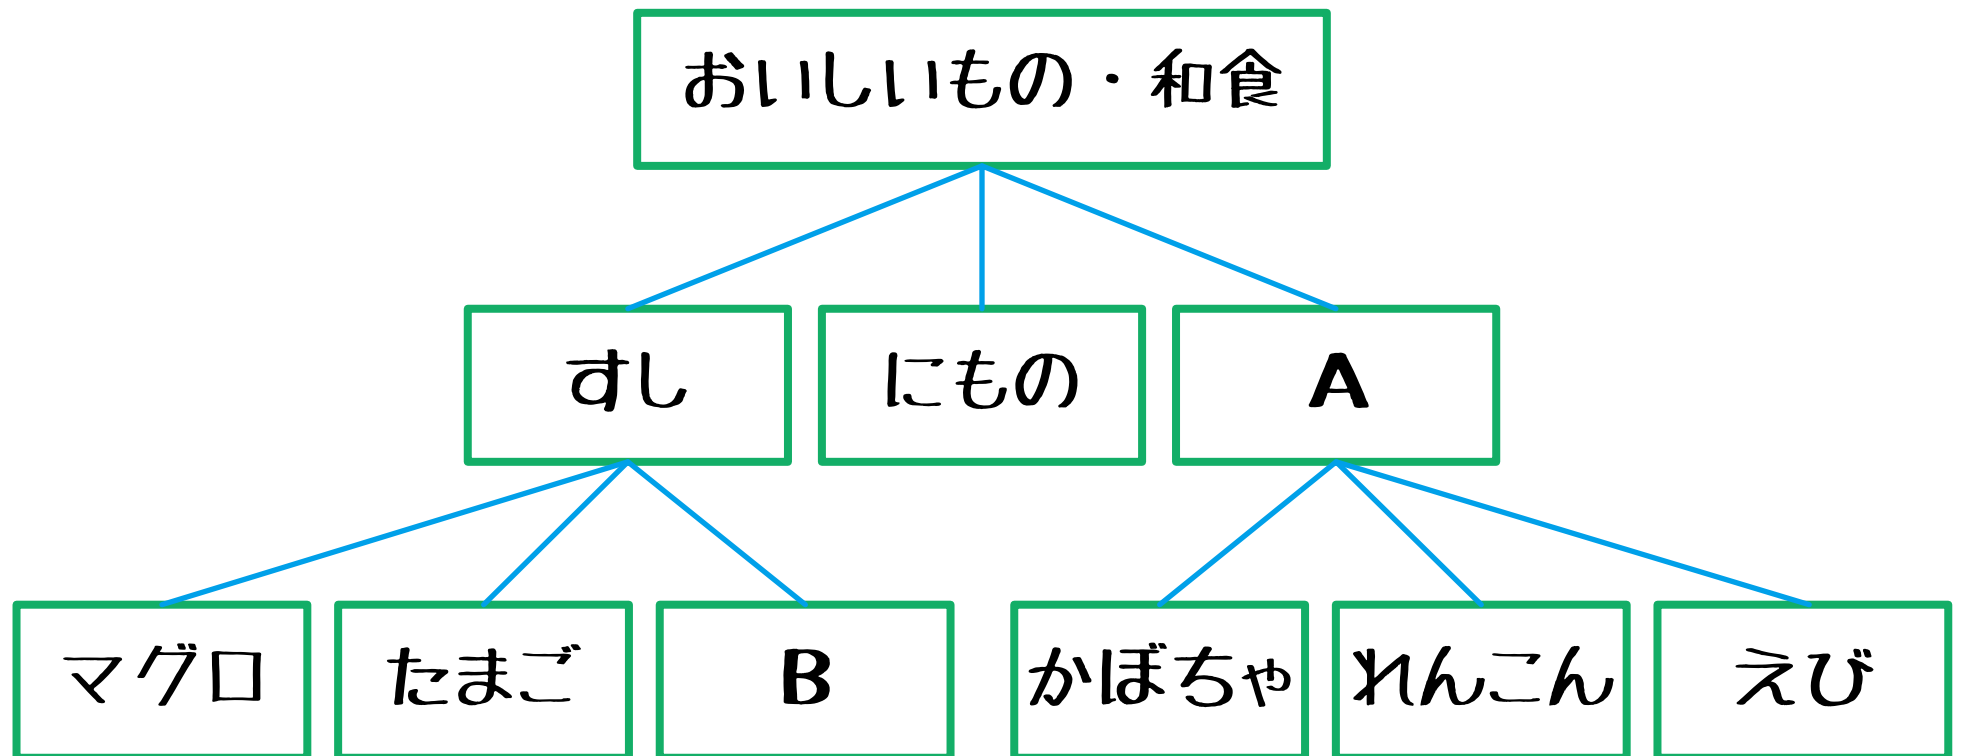 おいしいもの・和食
すし
にもの
A
マグロ
たまご
B
かぼちゃ
れんこん
えび